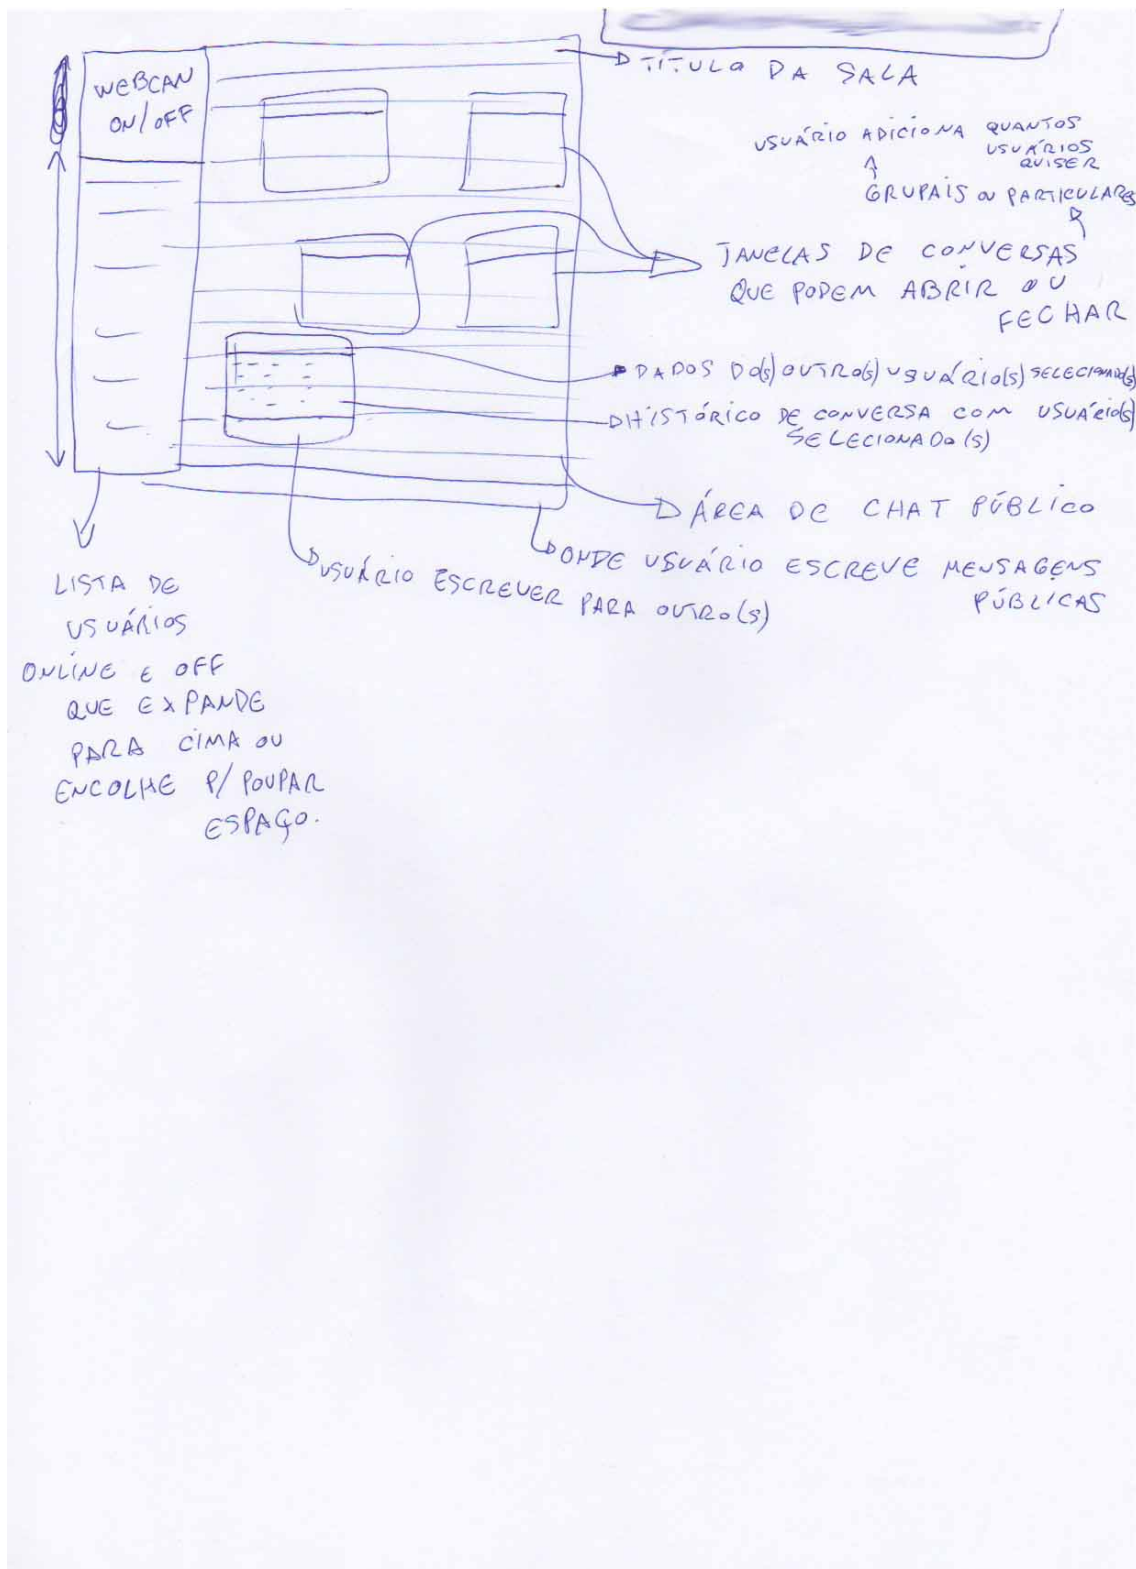 WEBCAN
ON/OFF
TÍTULO DA SALA
USUÁRIO ADICIONA QUANTOS
USUÁRIOS
QUISER
GRUPAIS OU PARTICULARES
JANELAS DE CONVERSAS
QUE PODEM ABRIR OU
FECHAR
DADOS DO(S) OUTRO(S) USUÁRIO(S) SELECIONADO(S)
HISTÓRICO DE CONVERSA COM USUÁRIO(S)
SELECIONADO(S)
ÁREA DE CHAT PÚBLICO
ONDE USUÁRIO ESCREVE MENSAGENS
PÚBLICAS
USUÁRIO ESCREVER PARA OUTRO(S)
LISTA DE
USUÁRIOS
ONLINE E OFF
QUE EXPANDE
PARA CIMA OU
ENCOLHE P/ POUPAR
ESPAÇO.